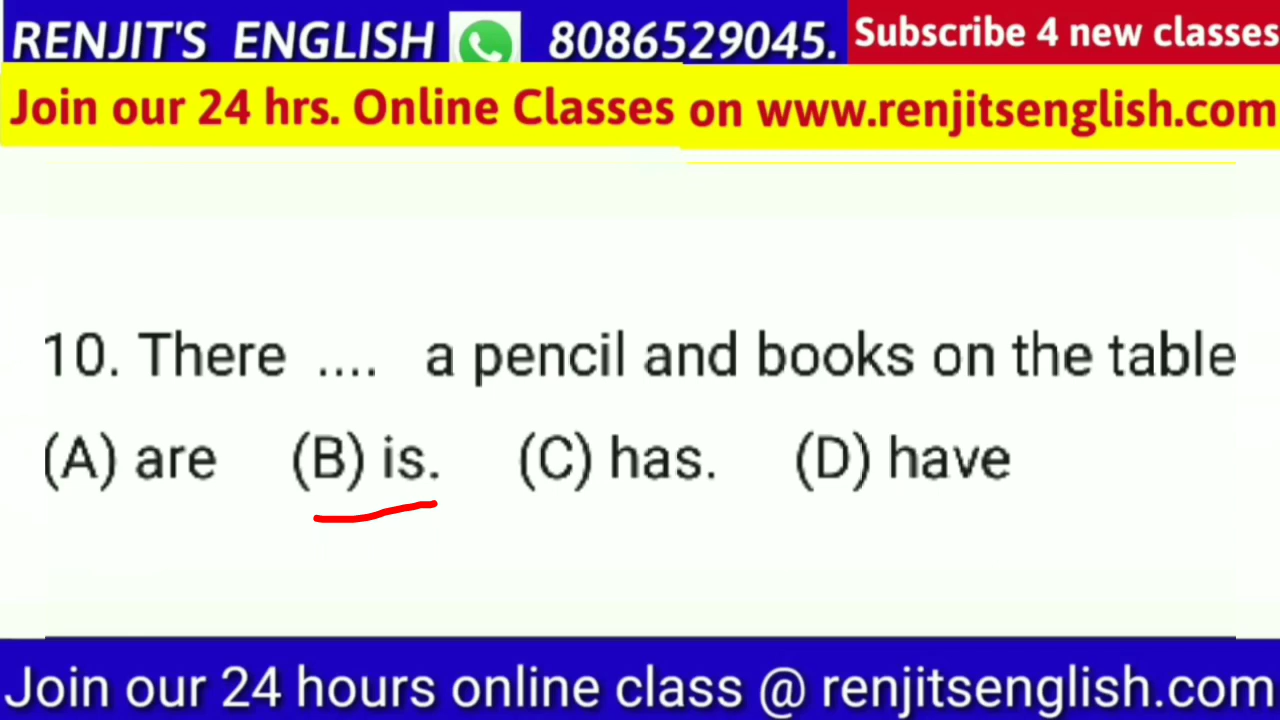 RENJIT'S ENGLISH 8086529045. Subscribe 4 new classes
Join our 24 hrs. Online Classes on www.renjitsenglish.com
10. There .... a pencil and books on the table
(A) are (B) is. (C) has. (D) have
Join our 24 hours online class @ renjitsenglish.com